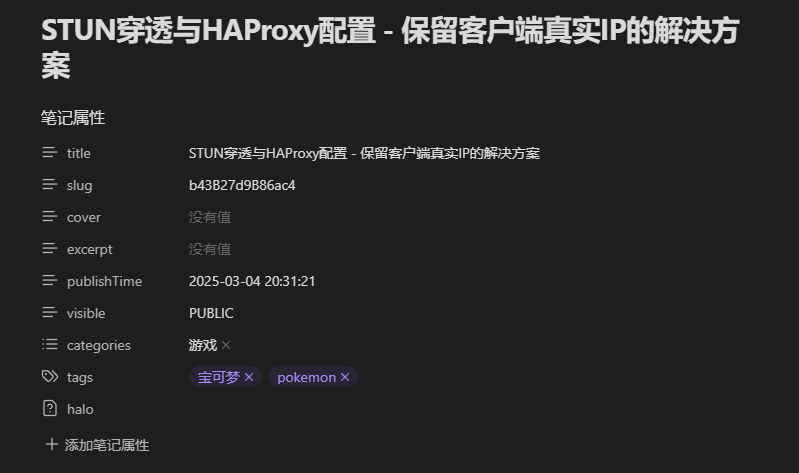 STUN穿透与HAProxy配置 - 保留客户端真实IP的解决方
案
笔记属性
title STUN穿透与HAProxy配置 - 保留客户端真实IP的解决方案
slug b43B27d9B86ac4
cover 没有值
excerpt 没有值
publishTime 2025-03-04 20:31:21
visible PUBLIC
categories 游戏 ×
tags 宝可梦 × pokemon ×
halo
+ 添加笔记属性